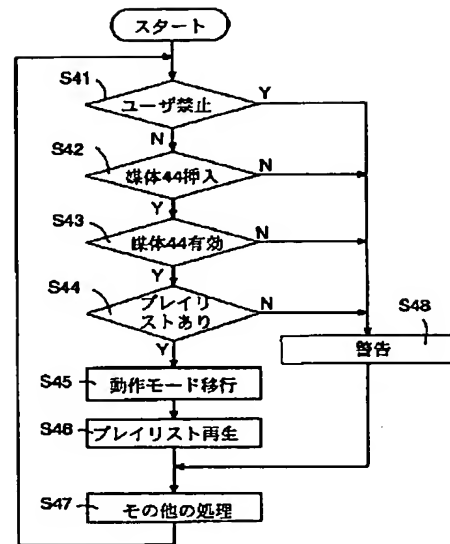 スタート
S41
ユーザ禁止
Y
N
S42
媒体44挿入
N
Y
S43
媒体44有効
N
Y
S44
プレイリ
ストあり
N
Y
S48
警告
S45
動作モード移行
S46
プレイリスト再生
S47
その他の処理